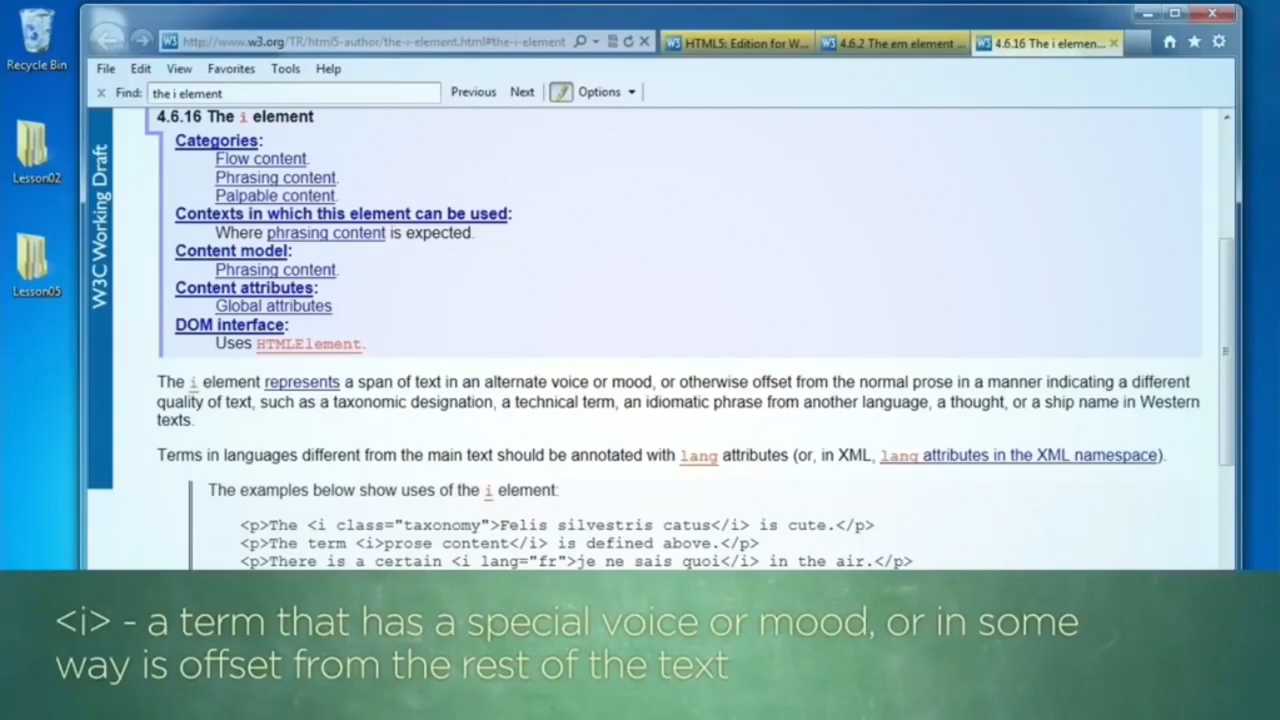 Recycle Bin
Lesson02
Lesson05
http://www.w3.org/TR/html5-author/the-i-element.html#the-i-element
HTML5: Edition for W...
4.6.2 The em element ...
4.6.16 The i elemen...
File Edit View Favorites Tools Help
Find: the i element Previous Next Options
W3C Working Draft
4.6.16 The i element
Categories:
Flow content.
Phrasing content.
Palpable content.
Contexts in which this element can be used:
Where phrasing content is expected.
Content model:
Phrasing content.
Content attributes:
Global attributes
DOM interface:
Uses HTMLElement.
The i element represents a span of text in an alternate voice or mood, or otherwise offset from the normal prose in a manner indicating a different
quality of text, such as a taxonomic designation, a technical term, an idiomatic phrase from another language, a thought, or a ship name in Western
texts.
Terms in languages different from the main text should be annotated with lang attributes (or, in XML, lang attributes in the XML namespace).
The examples below show uses of the i element:
<p>The <i class="taxonomy">Felis silvestris catus</i> is cute.</p>
<p>The term <i>prose content</i> is defined above.</p>
<p>There is a certain <i lang="fr">je ne sais quoi</i> in the air.</p>
<i> - a term that has a special voice or mood, or in some
way is offset from the rest of the text